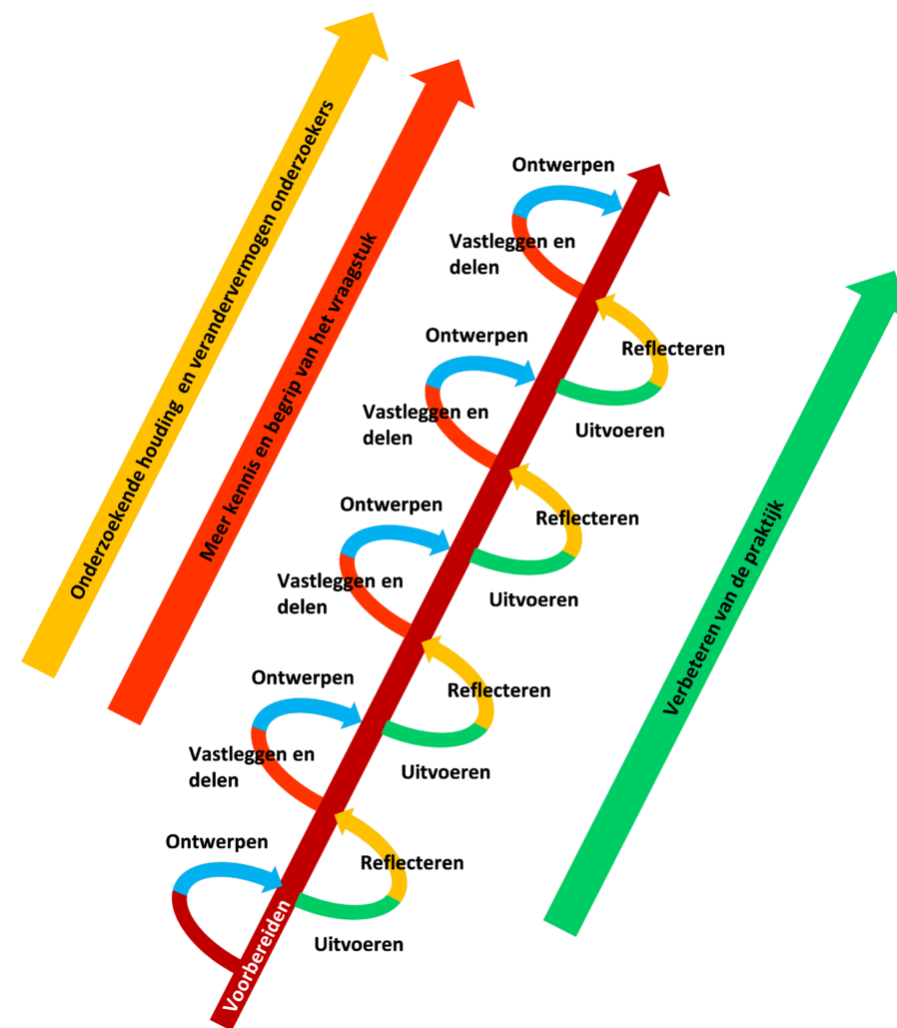 Onderzoekende houding en verandervermogen onderzoekers
Meer kennis en begrip van het vraagstuk
Ontwerpen
Vastleggen en
delen
Reflecteren
Ontwerpen
Uitvoeren
Vastleggen en
delen
Reflecteren
Ontwerpen
Uitvoeren
Vastleggen en
delen
Reflecteren
Ontwerpen
Uitvoeren
Vastleggen en
delen
Reflecteren
Ontwerpen
Uitvoeren
Voorbereiden
Verbeteren van de praktijk